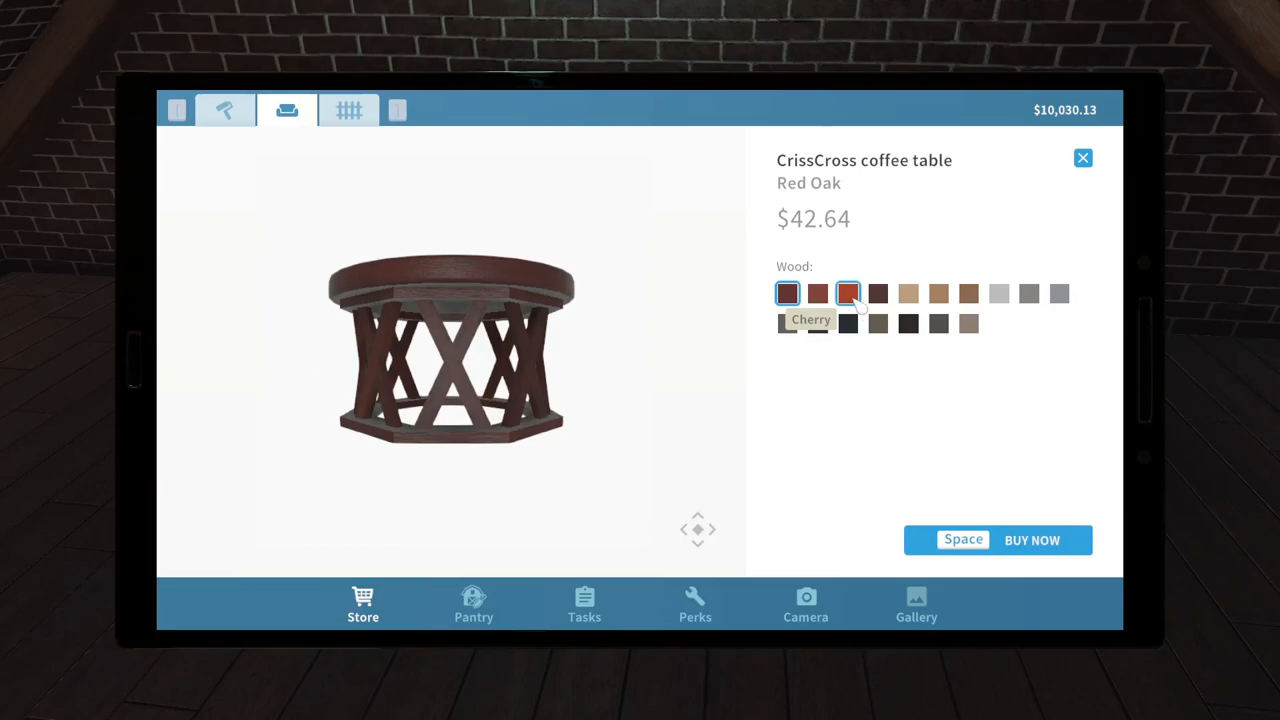 $10,030.13
CrissCross coffee table
Red Oak
$42.64
Wood:
Cherry
Space BUY NOW
Store Pantry Tasks Perks Camera Gallery